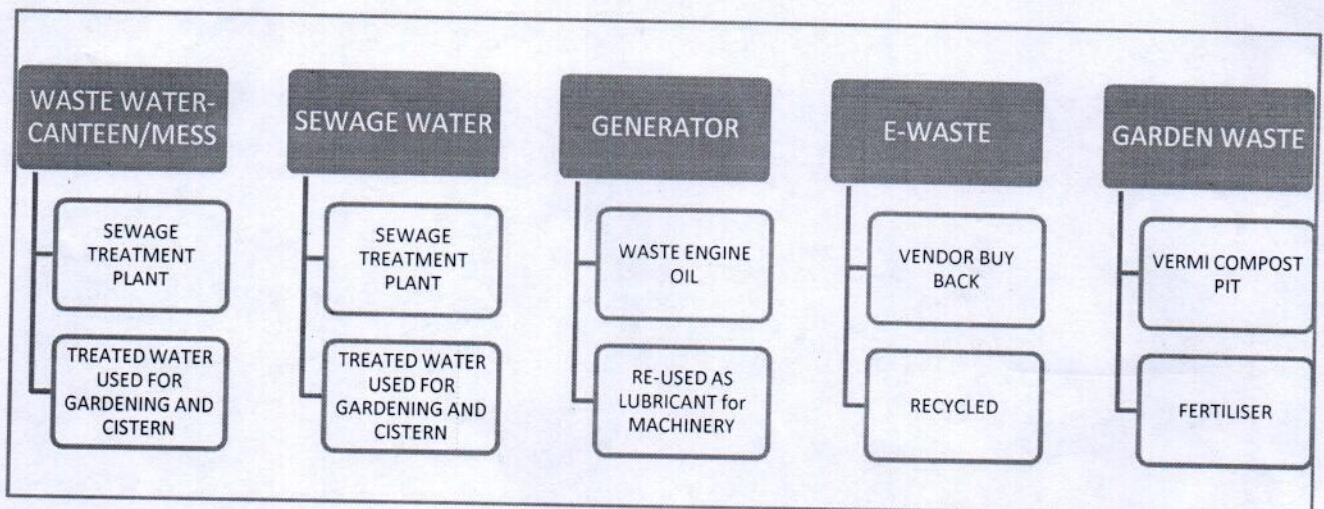 WASTE WATER-
CANTEEN/MESS
SEWAGE
TREATMENT
PLANT
TREATED WATER
USED FOR
GARDENING AND
CISTERN
SEWAGE WATER
SEWAGE
TREATMENT
PLANT
TREATED WATER
USED FOR
GARDENING AND
CISTERN
GENERATOR
WASTE ENGINE
OIL
RE-USED AS
LUBRICANT for
MACHINERY
E-WASTE
VENDOR BUY
BACK
RECYCLED
GARDEN WASTE
VERMI COMPOST
PIT
FERTILISER